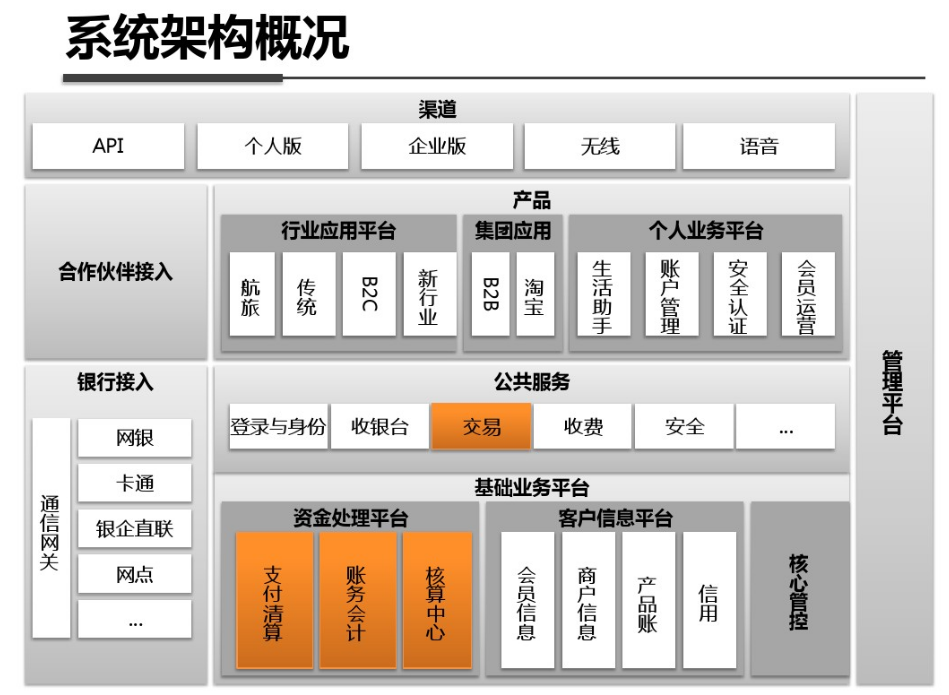 系统架构概况
渠道
API
个人版
企业版
无线
语音
合作伙伴接入
产品
行业应用平台
航旅
传统
B2C
新行业
集团应用
B2B
淘宝
个人业务平台
生活助手
账户管理
安全认证
会员运营
管理平台
银行接入
通信网关
网银
卡通
银企直联
网点
...
公共服务
登录与身份
收银台
交易
收费
安全
...
基础业务平台
资金处理平台
支付清算
账务会计
核算中心
客户信息平台
会员信息
商户信息
产品账
信用
核心管控